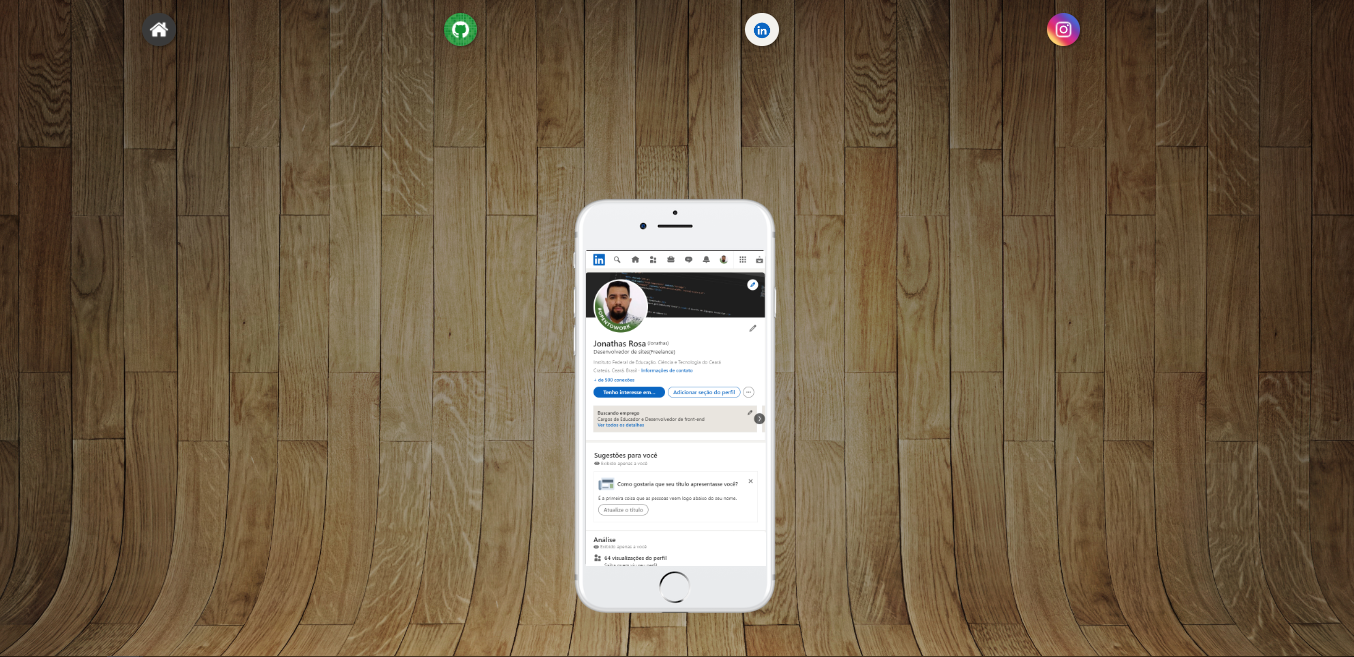 in
in
#OPENTOWORK
Jonathas Rosa (Jonathas)
Desenvolvedor de sites(Freelance)
Instituto Federal de Educação, Ciência e Tecnologia do Ceará
Crateús, Ceará, Brasil · Informações de contato
+ de 500 conexões
Tenho interesse em...
Adicionar seção do perfil
Buscando emprego
Cargos de Educador e Desenvolvedor de front-end
Ver todos os detalhes
Sugestões para você
Exibido apenas a você
Como gostaria que seu título apresentasse você?
É a primeira coisa que as pessoas veem logo abaixo do seu nome.
Atualize o título
Análise
Exibido apenas a você
64 visualizações do perfil